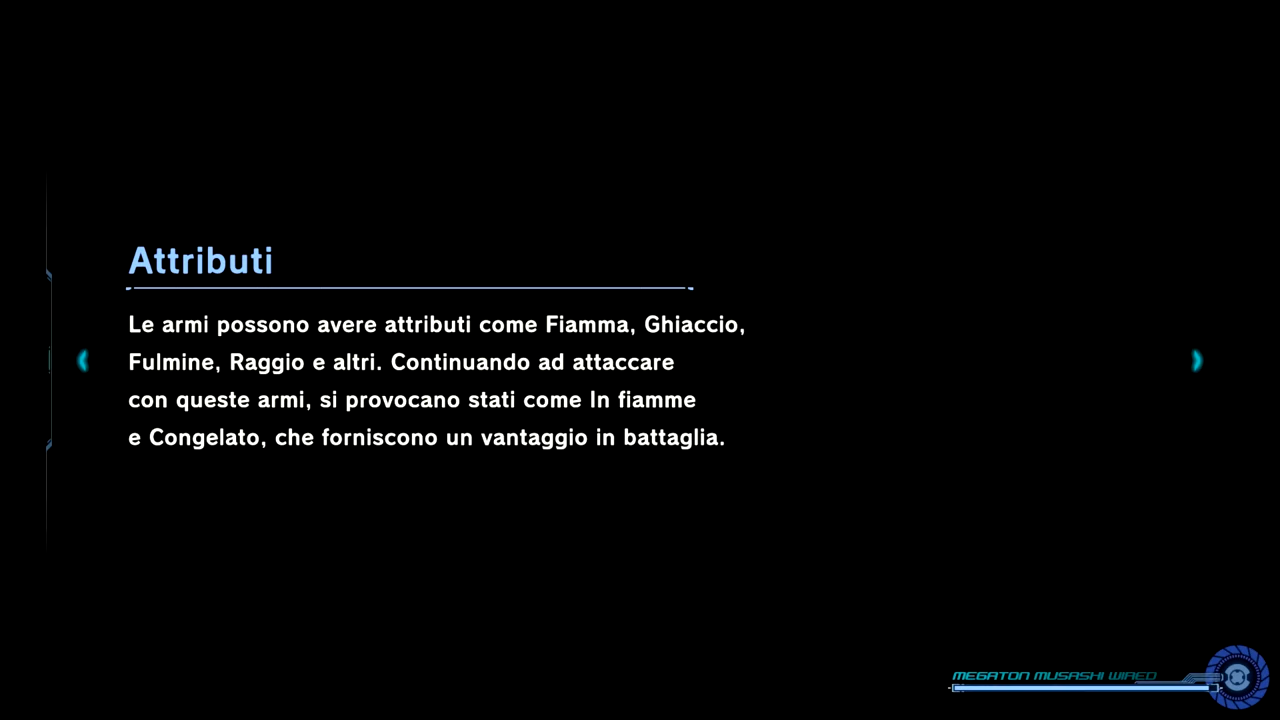 Attributi
Le armi possono avere attributi come Fiamma, Ghiaccio,
Fulmine, Raggio e altri. Continuando ad attaccare
con queste armi, si provocano stati come In fiamme
e Congelato, che forniscono un vantaggio in battaglia.
MEGATON MUSASHI WIRED